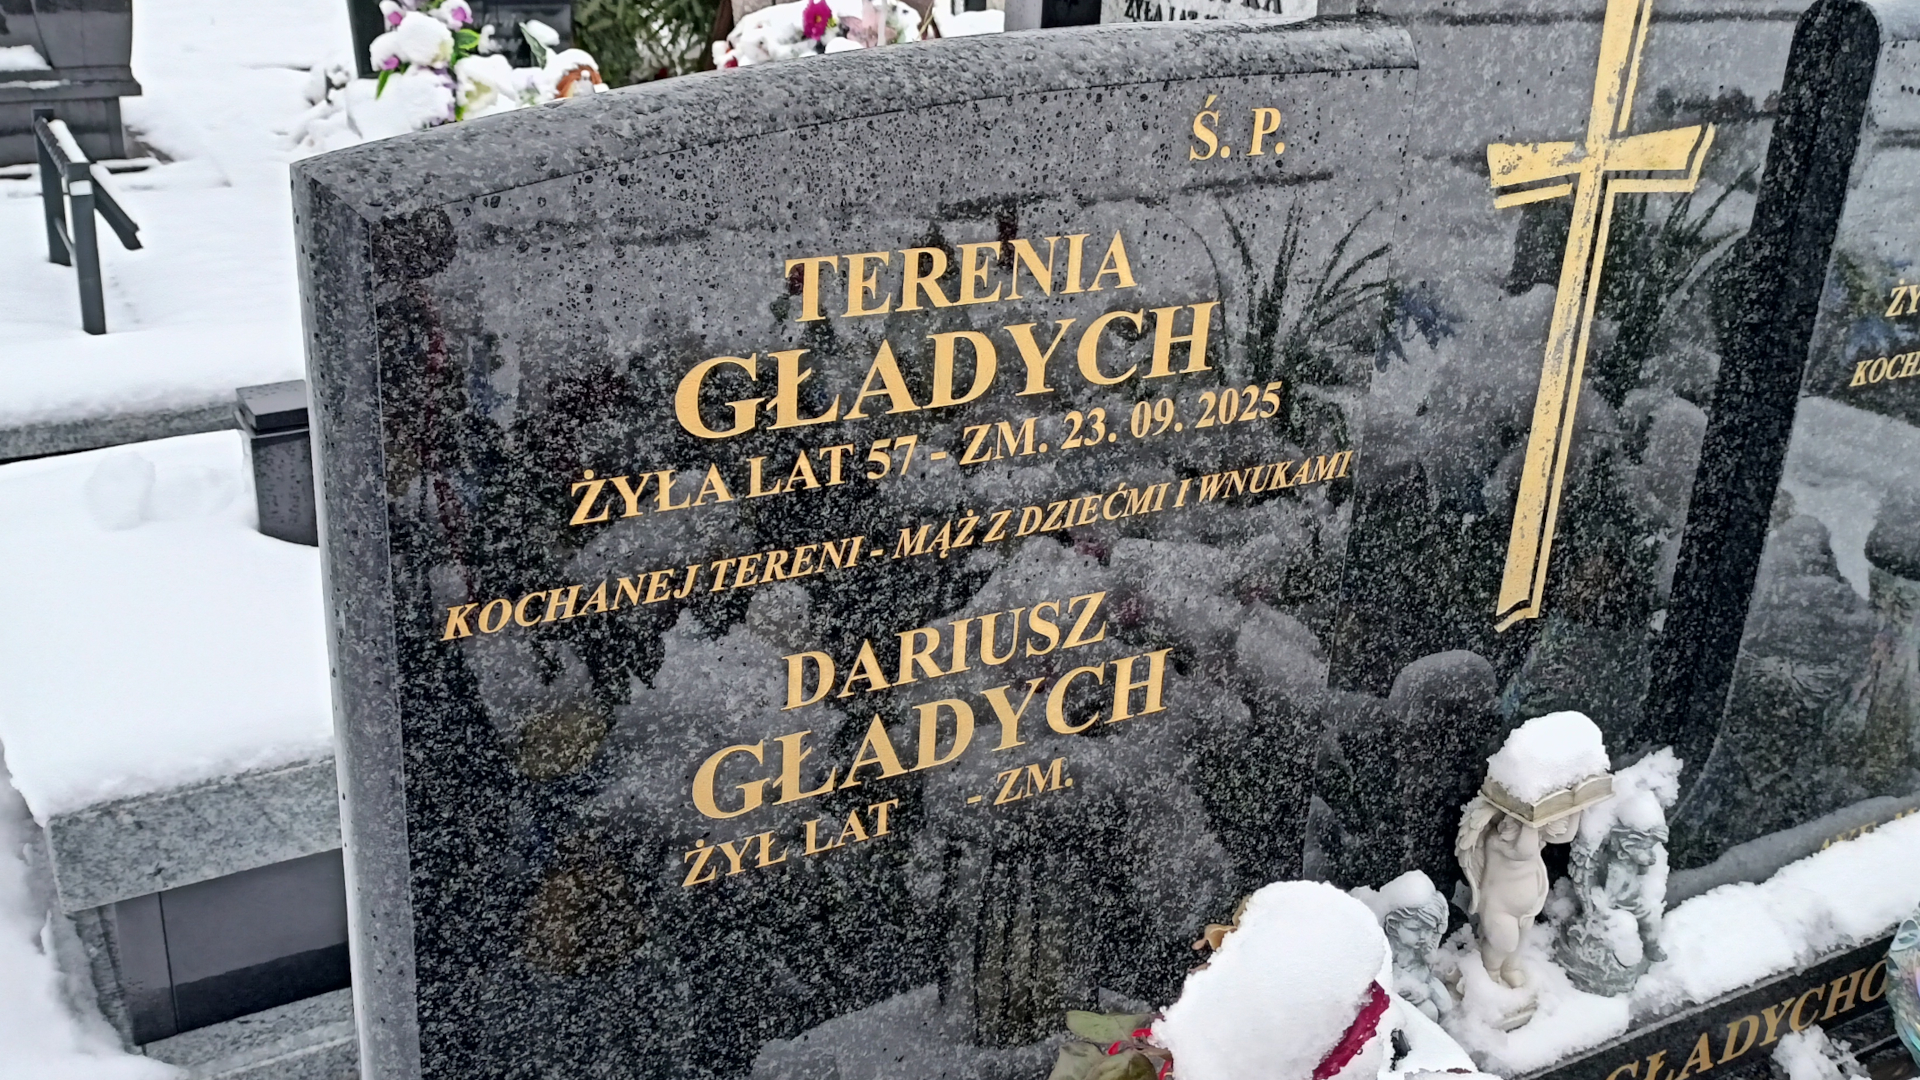 Ś. P.
TERENIA
GŁADYCH
ŻYŁA LAT 57 - ZM. 23. 09. 2025
KOCHANEJ TERENI - MĄŻ Z DZIEĆMI I WNUKAMI
DARIUSZ
GŁADYCH
ŻYŁ LAT - ZM.